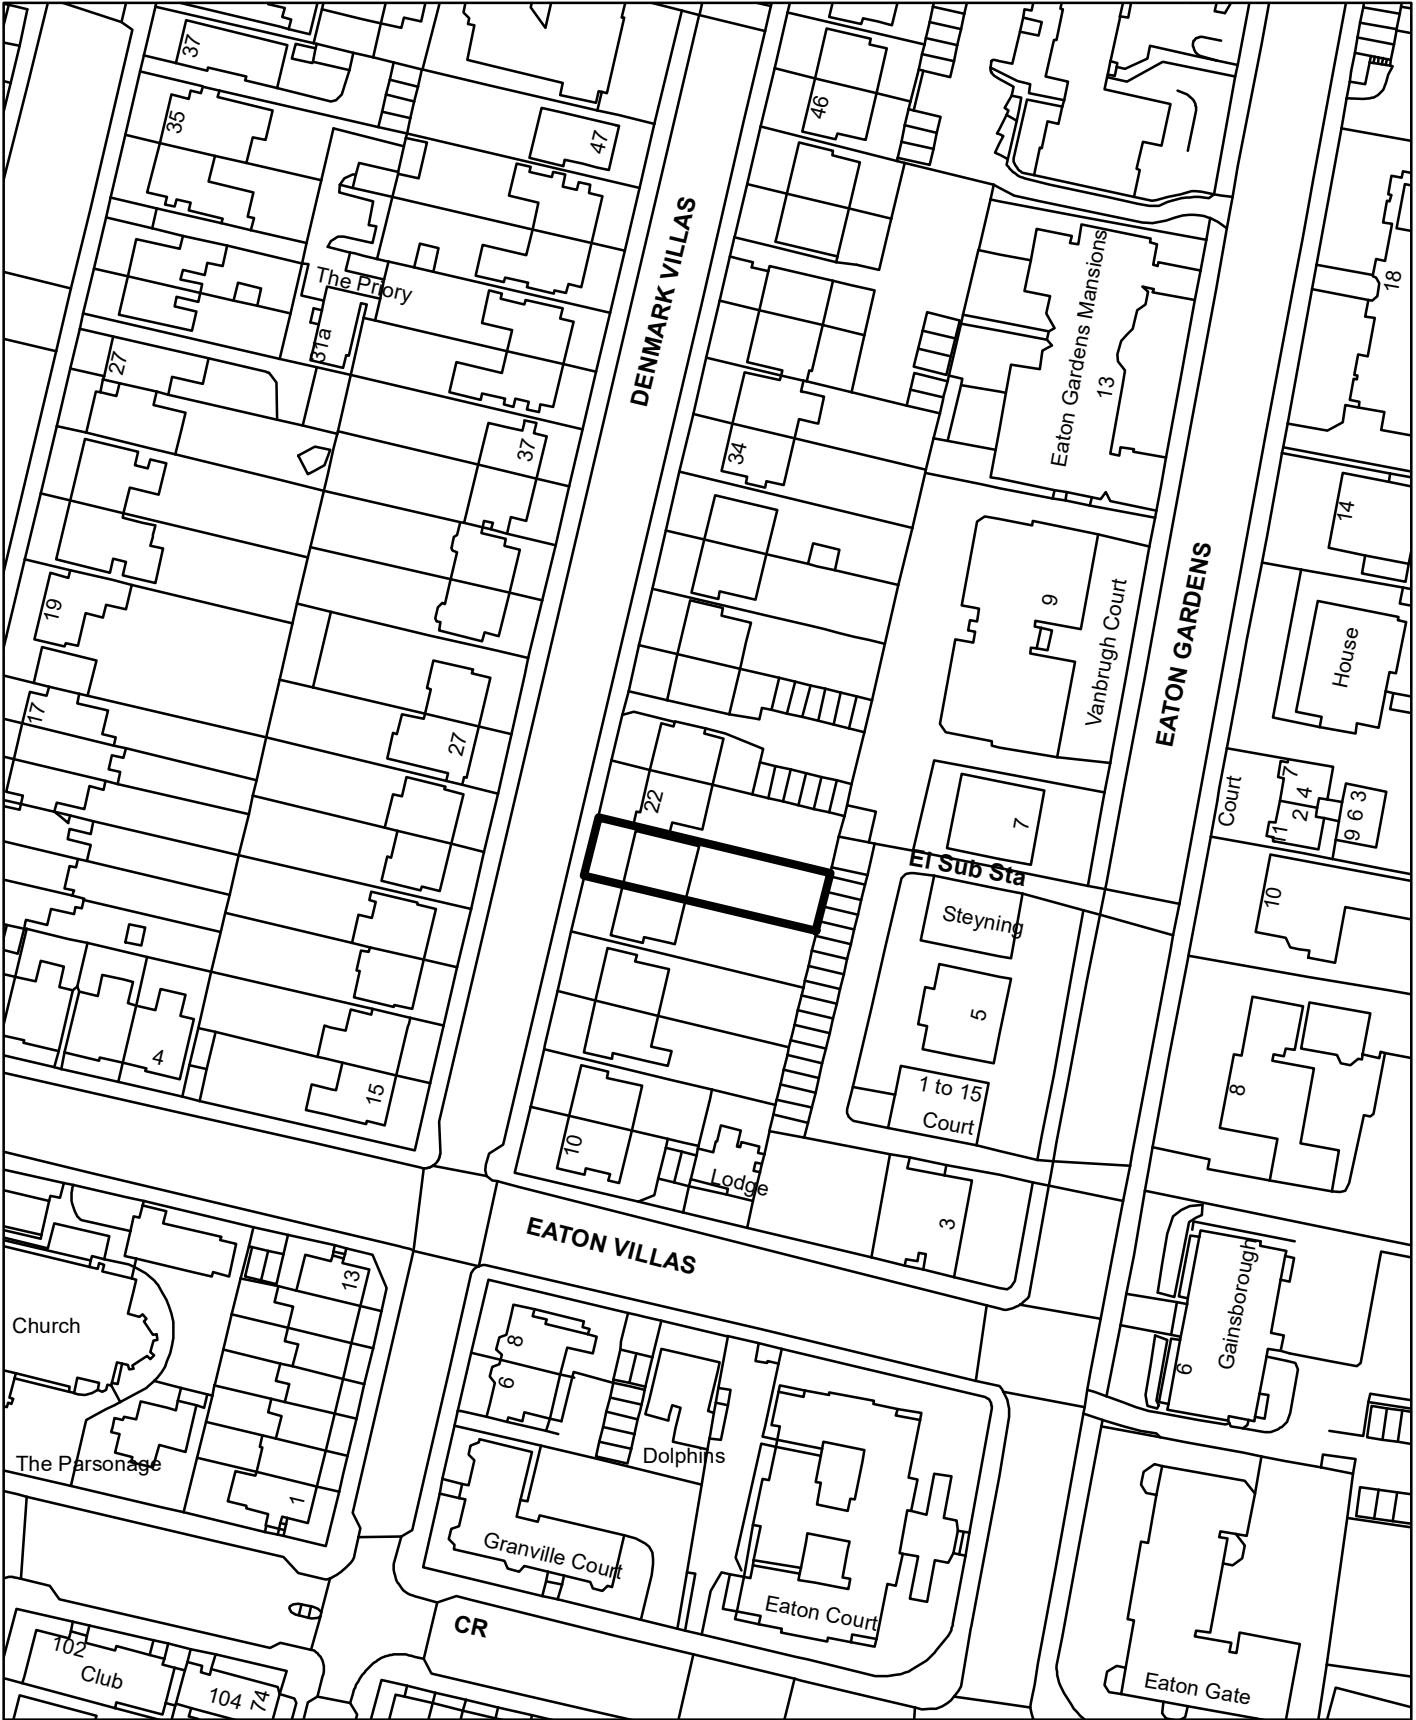 37
35
47
46
DENMARK VILLAS
The Priory
31a
27
37
34
Eaton Gardens Mansions
13
18
14
19
17
27
22
9
Vanbrugh Court
EATON GARDENS
House
Court
7
4
2
11
3
6
9
7
El Sub Sta
Steyning
10
5
8
4
15
1 to 15
Court
10
Lodge
3
EATON VILLAS
13
Church
8
6
Gainsborough
6
The Parsonage
1
Dolphins
Granville Court
Eaton Court
CR
Eaton Gate
102
Club
104
74